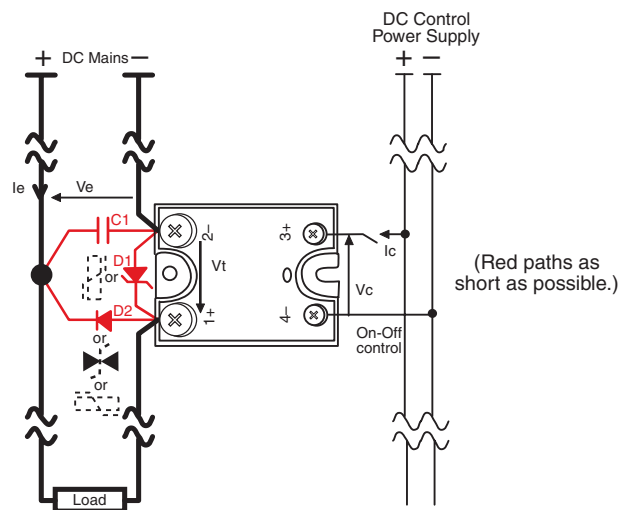 DC Control
Power Supply
+ DC Mains −
+ −
Ie
Ve
C1
2−
3+
Ic
D1
or
Vt
Vc
(Red paths as
short as possible.)
D2
1+
4−
On-Off
control
or
or
Load